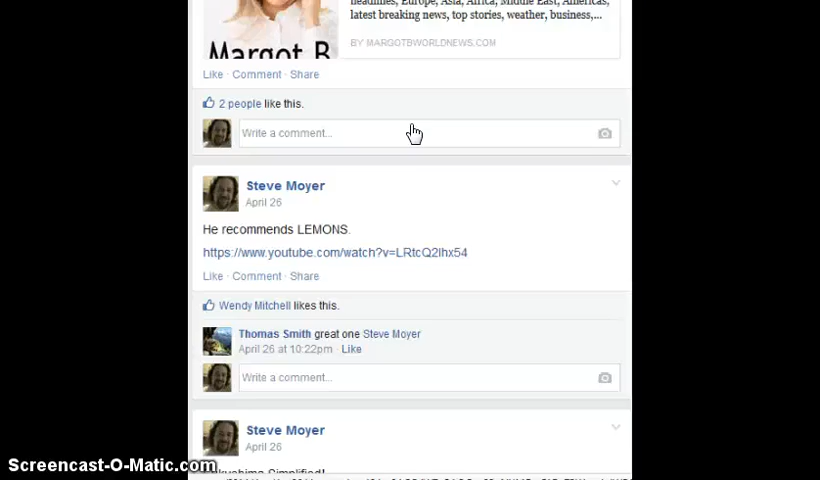 headlines, Europe, Asia, Africa, Middle East, Americas,
latest breaking news, top stories, weather, business,...
BY MARGOTBWORLDNEWS.COM
Margot B
Like · Comment · Share
2 people like this.
Write a comment...
Steve Moyer
April 26
He recommends LEMONS.
https://www.youtube.com/watch?v=LRtcQ2lhx54
Like · Comment · Share
Wendy Mitchell likes this.
Thomas Smith great one Steve Moyer
April 26 at 10:22pm · Like
Write a comment...
Steve Moyer
April 26
Simplified!
Screencast-O-Matic.com